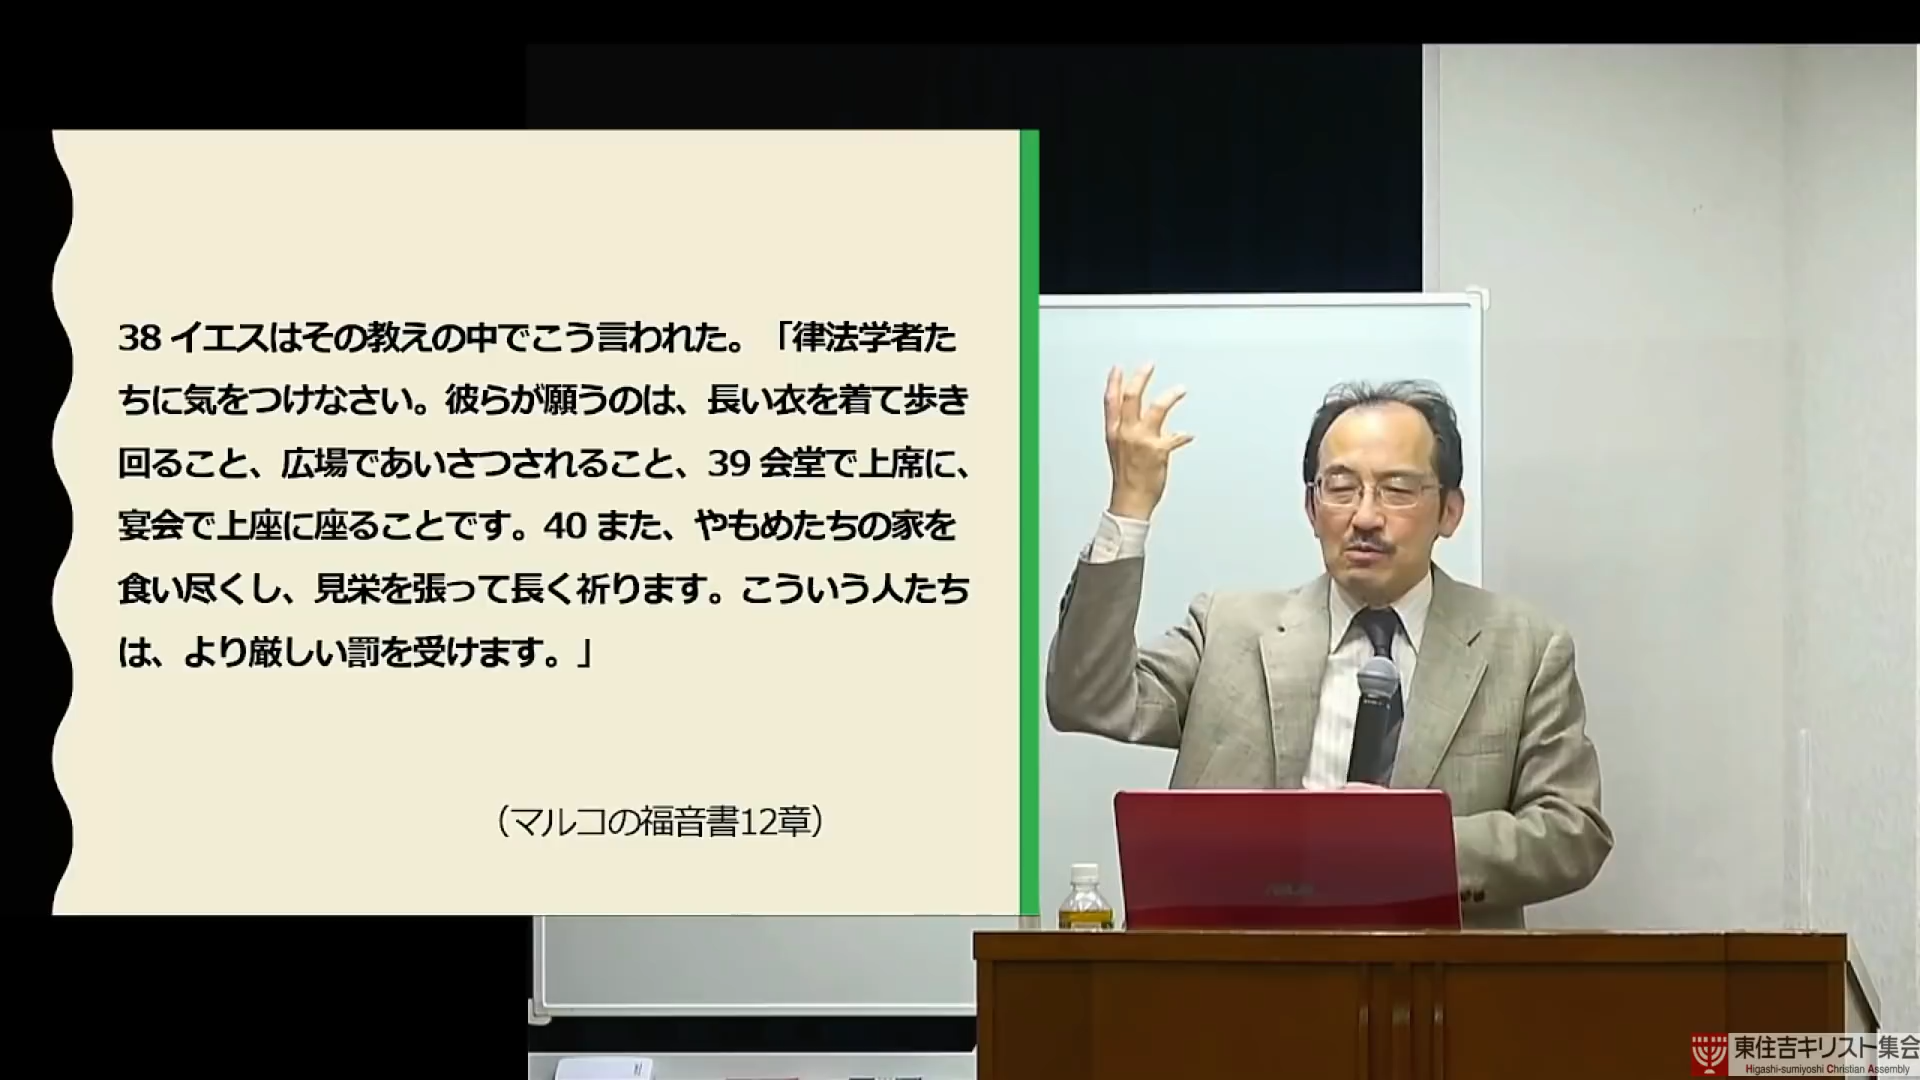 38 イエスはその教えの中でこう言われた。「律法学者た
ちに気をつけなさい。彼らが願うのは、長い衣を着て歩き
回ること、広場であいさつされること、39 会堂で上席に、
宴会で上座に座ることです。40 また、やもめたちの家を
食い尽くし、見栄を張って長く祈ります。こういう人たち
は、より厳しい罰を受けます。」
（マルコの福音書12章）
東住吉キリスト集会
Higashi-sumiyoshi Christian Assembly